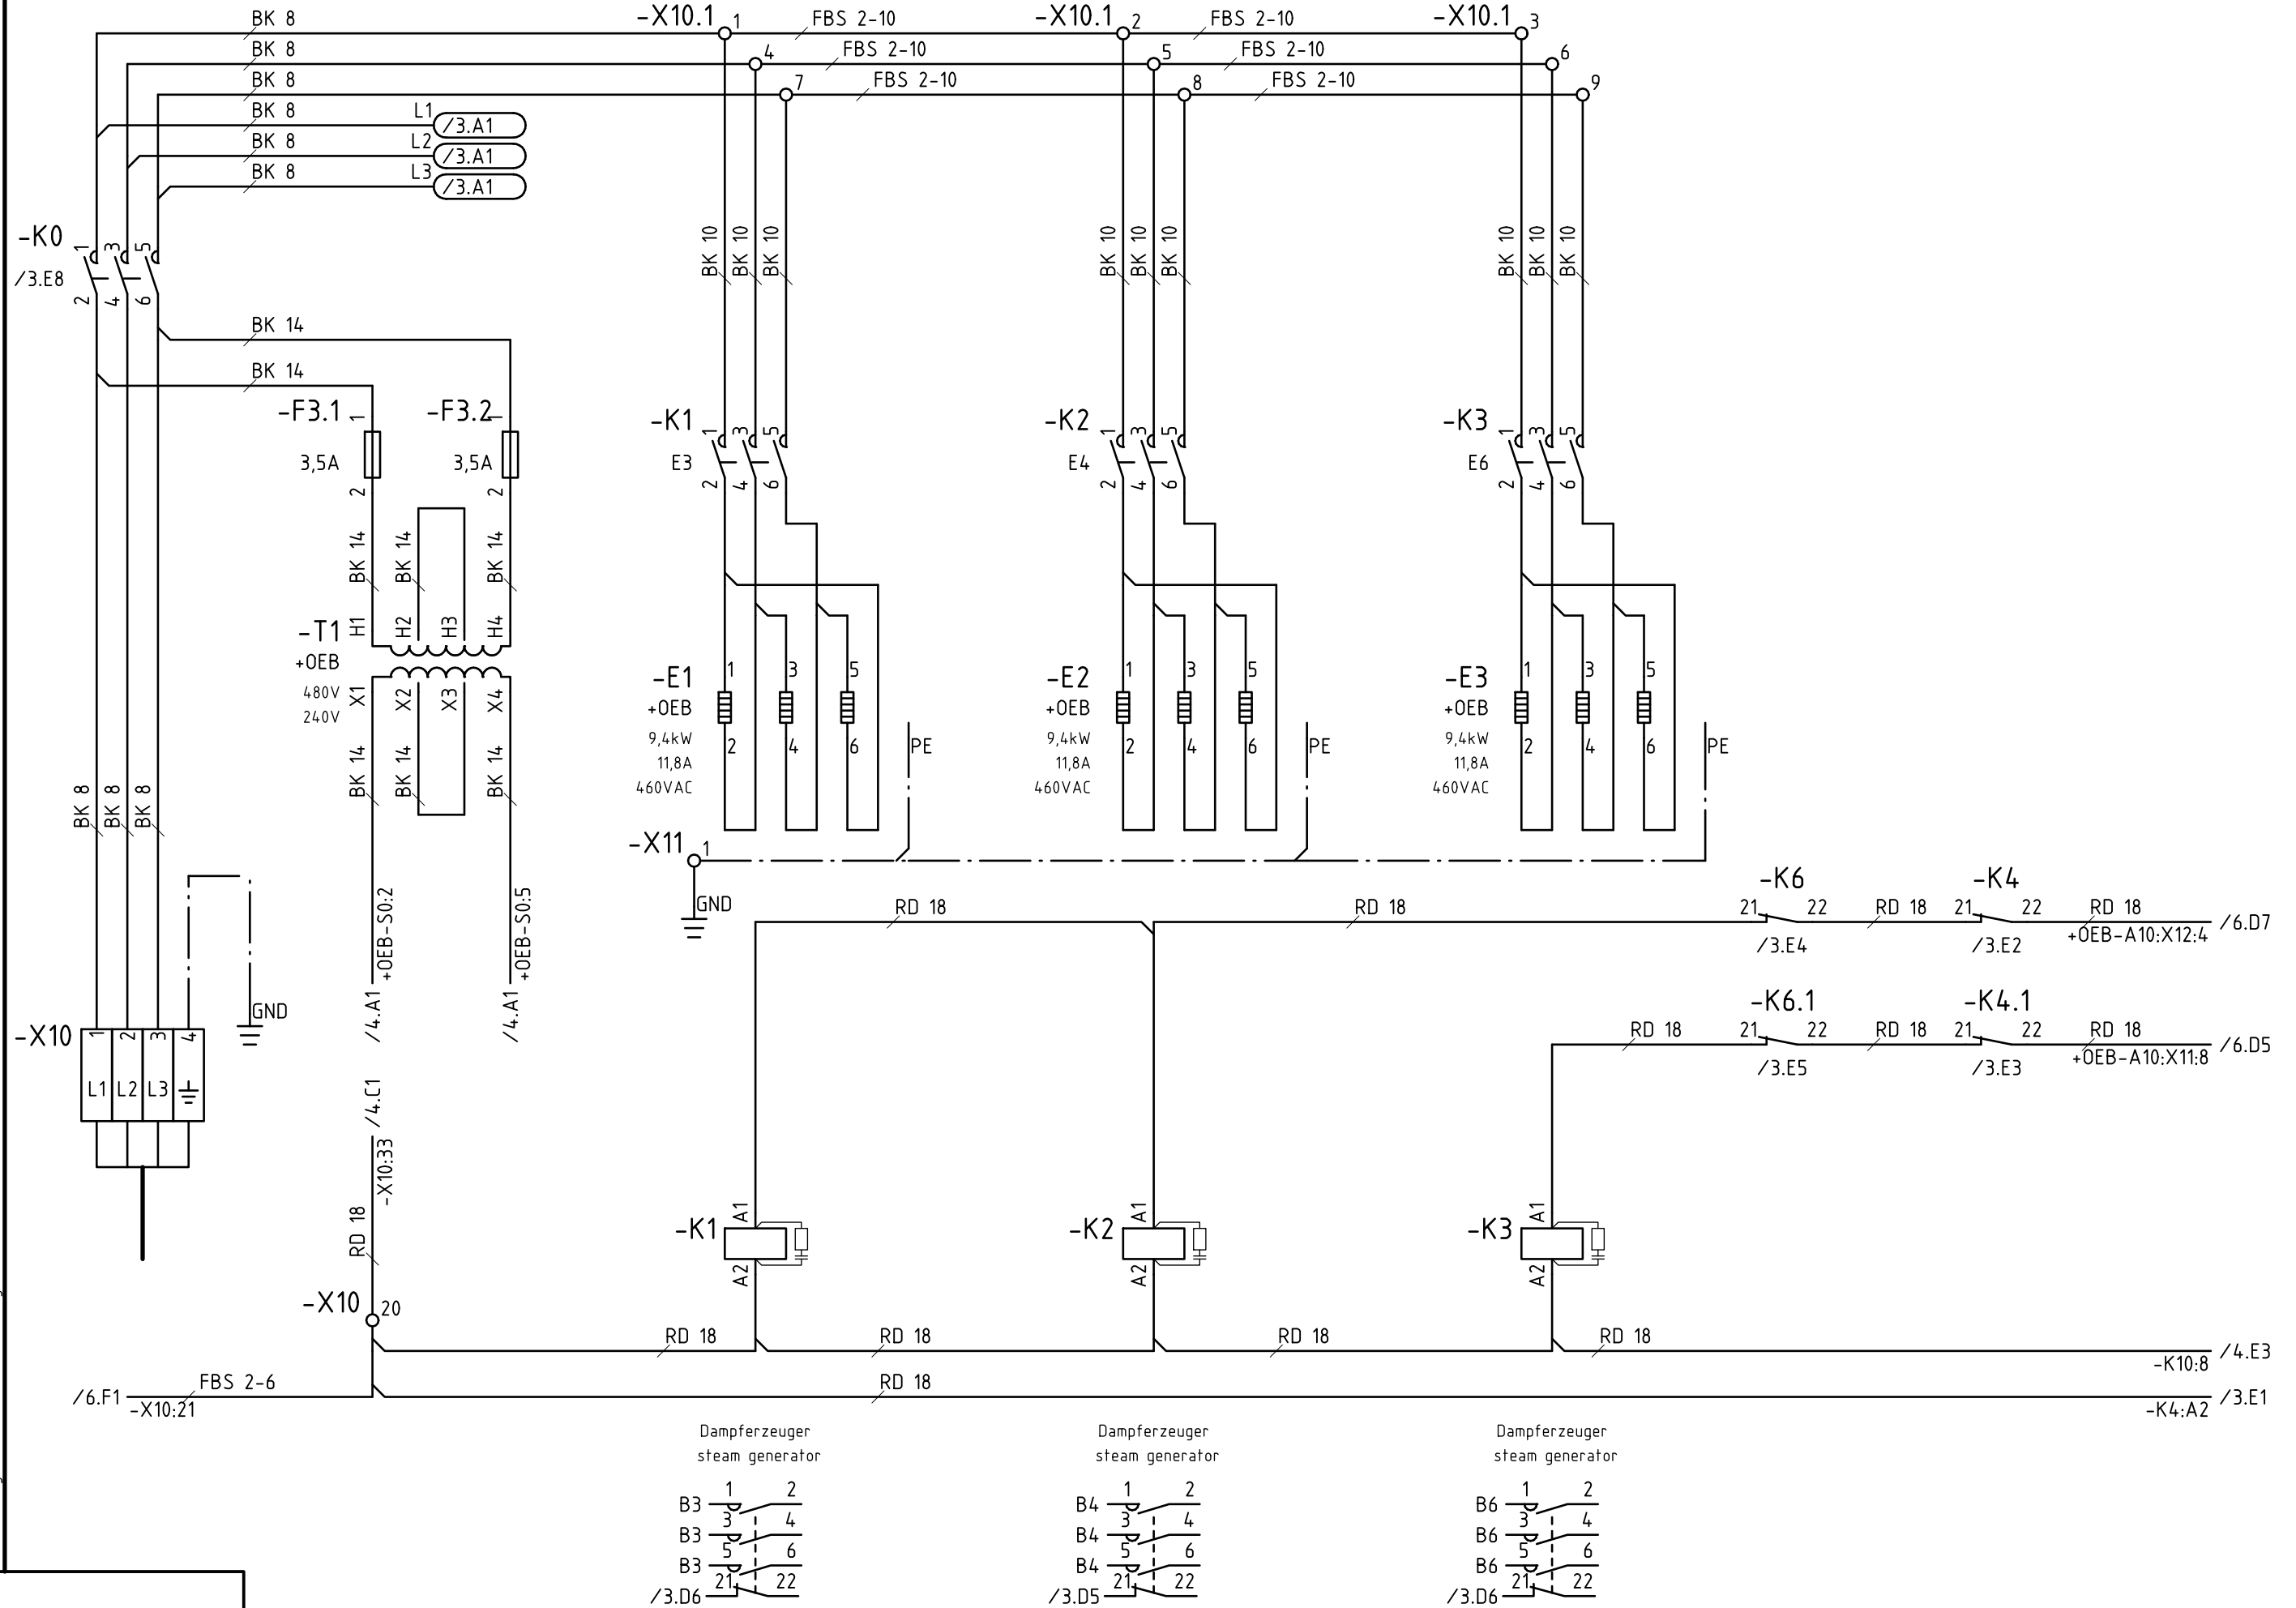 BK 8
-X10.1 1
FBS 2-10
-X10.1 2
FBS 2-10
-X10.1 3
BK 8
4
FBS 2-10
5
FBS 2-10
6
BK 8
7
FBS 2-10
8
FBS 2-10
9
BK 8
L1
/3.A1
BK 8
L2
/3.A1
BK 8
L3
/3.A1
-K0
/3.E8
1
3
5
2
4
6
BK 10
BK 10
BK 10
BK 10
BK 10
BK 10
BK 10
BK 10
BK 10
BK 14
BK 14
-F3.1
1
3,5A
2
-F3.2
1
3,5A
2
-K1
E3
1
3
5
2
4
6
-K2
E4
1
3
5
2
4
6
-K3
E6
1
3
5
2
4
6
BK 14
BK 14
BK 14
-T1
+OEB
480V
240V
H1
H2
H3
H4
X1
X2
X3
X4
BK 14
BK 14
BK 14
-E1
+OEB
9,4kW
11,8A
460VAC
1
3
5
2
4
6
PE
-E2
+OEB
9,4kW
11,8A
460VAC
1
3
5
2
4
6
PE
-E3
+OEB
9,4kW
11,8A
460VAC
1
3
5
2
4
6
PE
BK 8
BK 8
BK 8
-X11 1
GND
+OEB-S0:2
/4.A1
+OEB-S0:5
/4.A1
GND
RD 18
RD 18
-K6
21
22
/3.E4
RD 18
-K4
21
22
/3.E2
RD 18
+OEB-A10:X12:4
/6.D7
-X10
1
2
3
4
L1
L2
L3
RD 18
-K6.1
21
22
/3.E5
RD 18
-K4.1
21
22
/3.E3
RD 18
+OEB-A10:X11:8
/6.D5
/4.C1
-X10:33
RD 18
-K1
A1
A2
-K2
A1
A2
-K3
A1
A2
-X10 20
RD 18
RD 18
RD 18
RD 18
-K10:8
/4.E3
/6.F1
FBS 2-6
-X10:21
RD 18
-K4:A2
/3.E1
Dampferzeuger
steam generator
Dampferzeuger
steam generator
Dampferzeuger
steam generator
B3 1 2
B3 3 4
B3 5 6
/3.D6 21 22
B4 1 2
B4 3 4
B4 5 6
/3.D5 21 22
B6 1 2
B6 3 4
B6 5 6
/3.D6 21 22